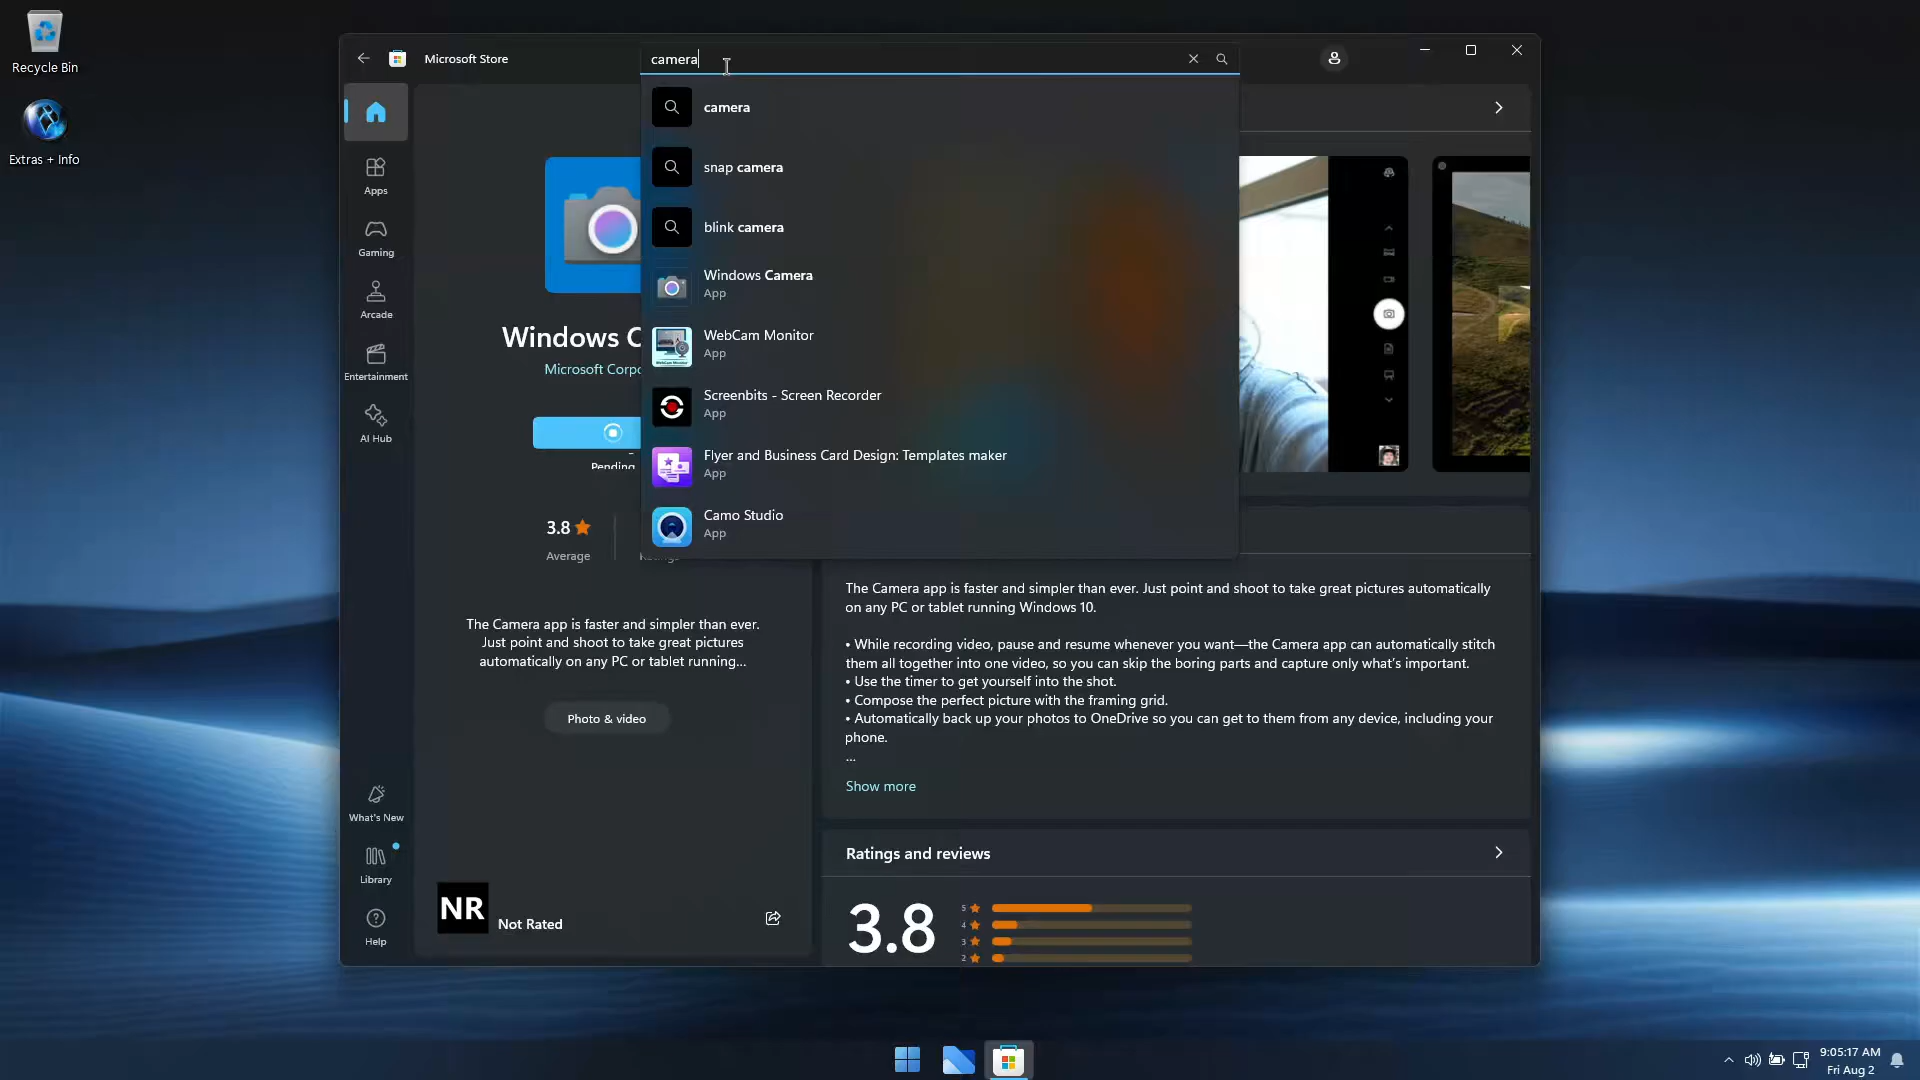 Recycle Bin
Extras + Info
Microsoft Store
camera
camera
snap camera
blink camera
Windows Camera
App
WebCam Monitor
App
Screenbits - Screen Recorder
App
Flyer and Business Card Design: Templates maker
App
Camo Studio
App
Apps
Gaming
Arcade
Entertainment
AI Hub
What's New
Library
Help
Windows C
Microsoft Corpo
Pending
3.8
Average
The Camera app is faster and simpler than ever.
Just point and shoot to take great pictures
automatically on any PC or tablet running...
Photo & video
NR
Not Rated
The Camera app is faster and simpler than ever. Just point and shoot to take great pictures automatically
on any PC or tablet running Windows 10.
• While recording video, pause and resume whenever you want—the Camera app can automatically stitch
them all together into one video, so you can skip the boring parts and capture only what's important.
• Use the timer to get yourself into the shot.
• Compose the perfect picture with the framing grid.
• Automatically back up your photos to OneDrive so you can get to them from any device, including your
phone.
...
Show more
Ratings and reviews
3.8
5
4
3
2
9:05:17 AM
Fri Aug 2